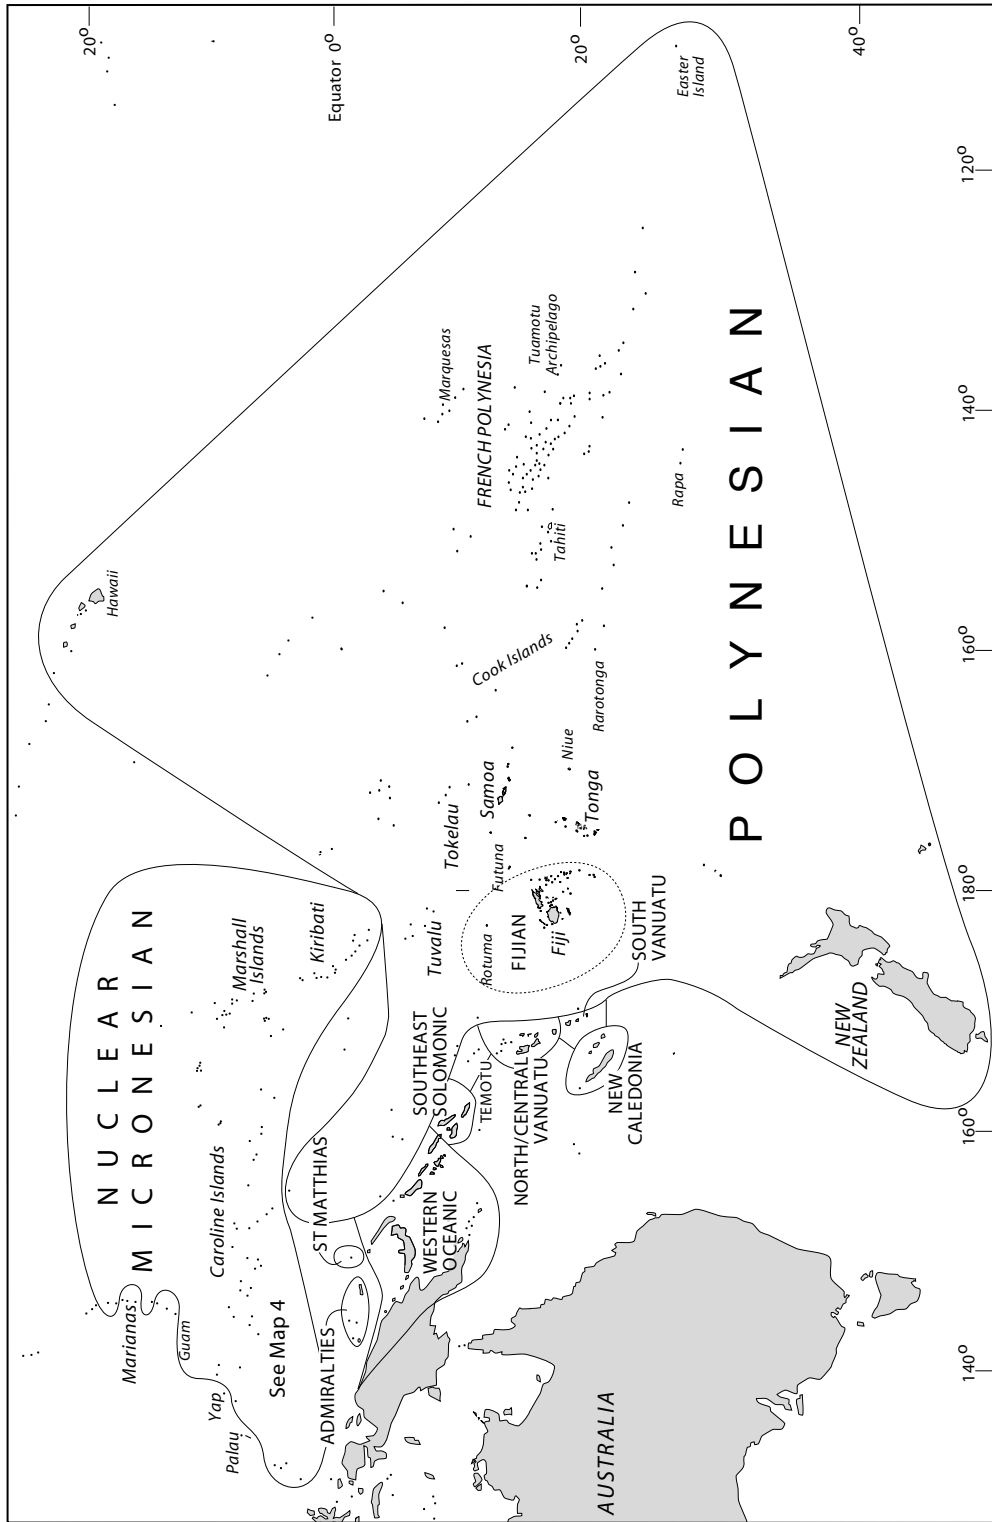 20°
Equator 0°
20°
40°
120°
140°
160°
180°
160°
140°
NUCLEAR
MICRONESIAN
Marianas
Guam
Yap
Palau
Caroline Islands
Marshall
Islands
Kiribati
See Map 4
ADMIRALTIES
ST MATTHIAS
WESTERN
OCEANIC
SOUTHEAST
SOLOMONIC
TEMOTU
NORTH/CENTRAL
VANUATU
NEW
CALEDONIA
SOUTH
VANUATU
FIJIAN
Fiji
Rotuma
Tuvalu
Futuna
Tokelau
Samoa
Tonga
Niue
Rarotonga
Cook Islands
Hawaii
Marquesas
FRENCH POLYNESIA
Tuamotu
Archipelago
Tahiti
Rapa
Easter
Island
POLYNESIAN
NEW
ZEALAND
AUSTRALIA